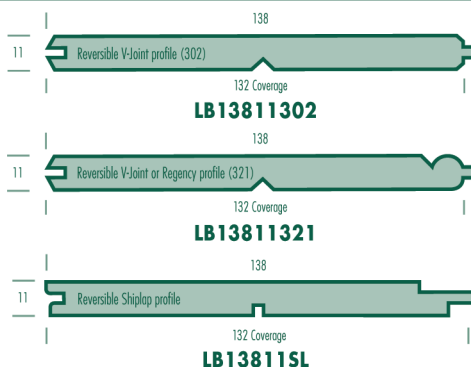 138
11
Reversible V-Joint profile (302)
132 Coverage
LB13811302
138
11
Reversible V-Joint or Regency profile (321)
132 Coverage
LB13811321
138
11
Reversible Shiplap profile
132 Coverage
LB13811SL